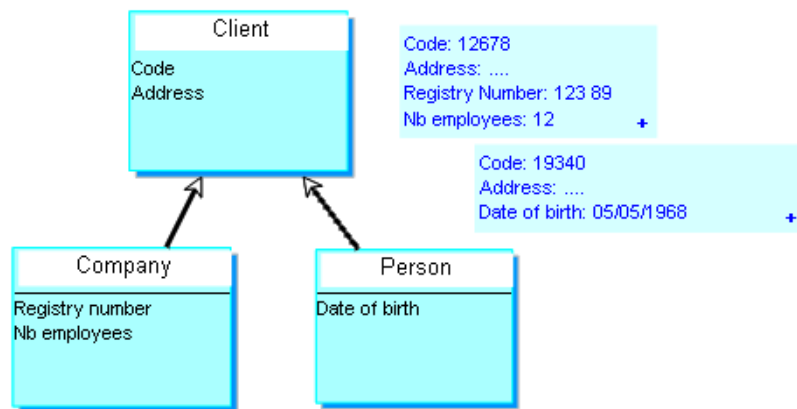 Client
Code
Address
Code: 12678
Address: ....
Registry Number: 123 89
Nb employees: 12
+
Code: 19340
Address: ....
Date of birth: 05/05/1968
+
Company
Registry number
Nb employees
Person
Date of birth